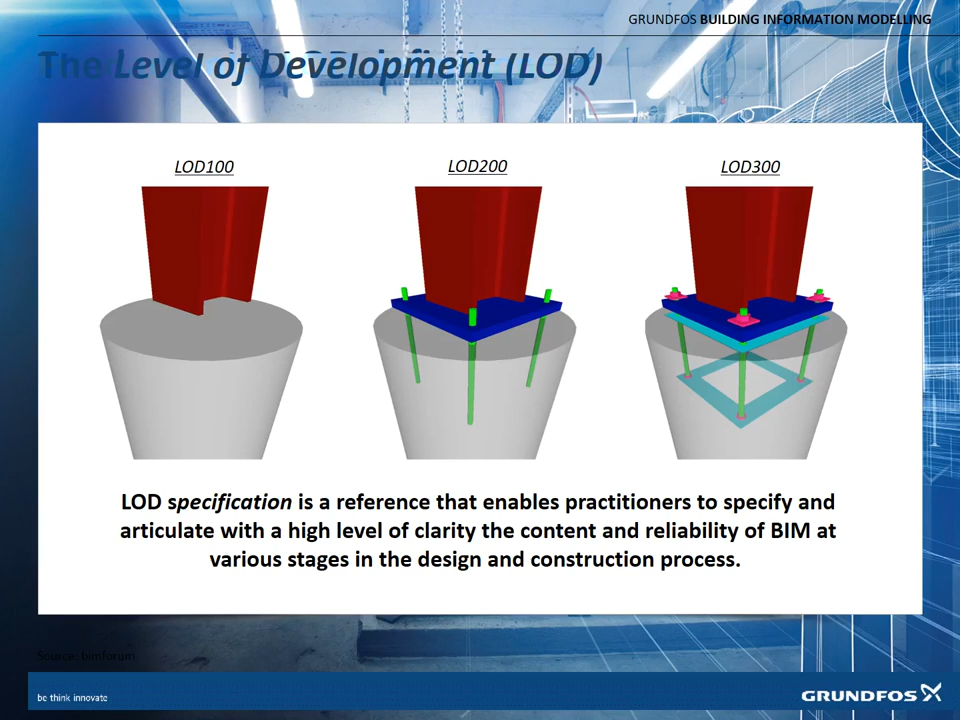 GRUNDFOS BUILDING INFORMATION MODELLING
The Level of Development (LOD)
LOD100
LOD200
LOD300
LOD specification is a reference that enables practitioners to specify and
articulate with a high level of clarity the content and reliability of BIM at
various stages in the design and construction process.
Source: bimforum
be think innovate
GRUNDFOS